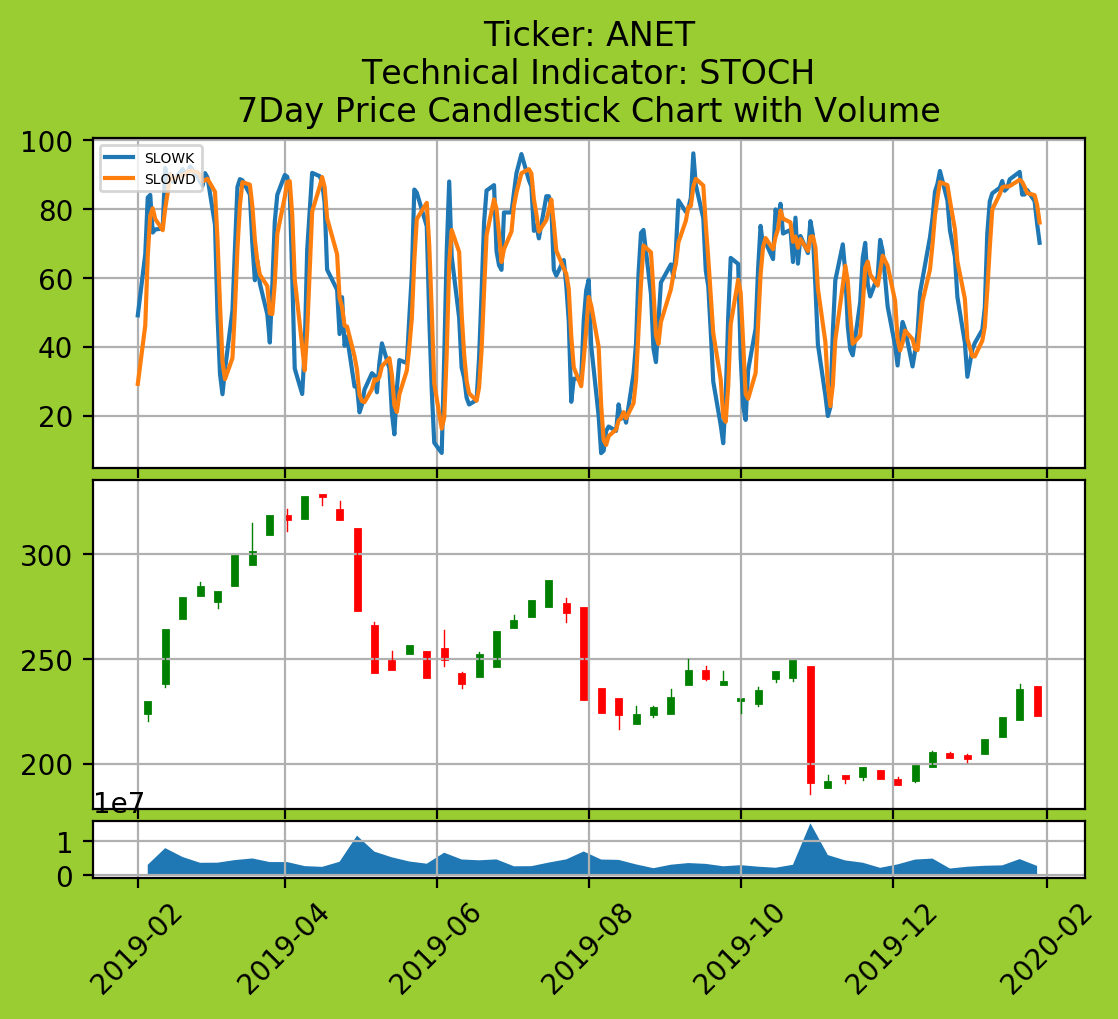 Ticker: ANET
Technical Indicator: STOCH
7Day Price Candlestick Chart with Volume
100
80
60
40
20
SLOWK
SLOWD
300
250
200
1e7
1
0
2019-02
2019-04
2019-06
2019-08
2019-10
2019-12
2020-02